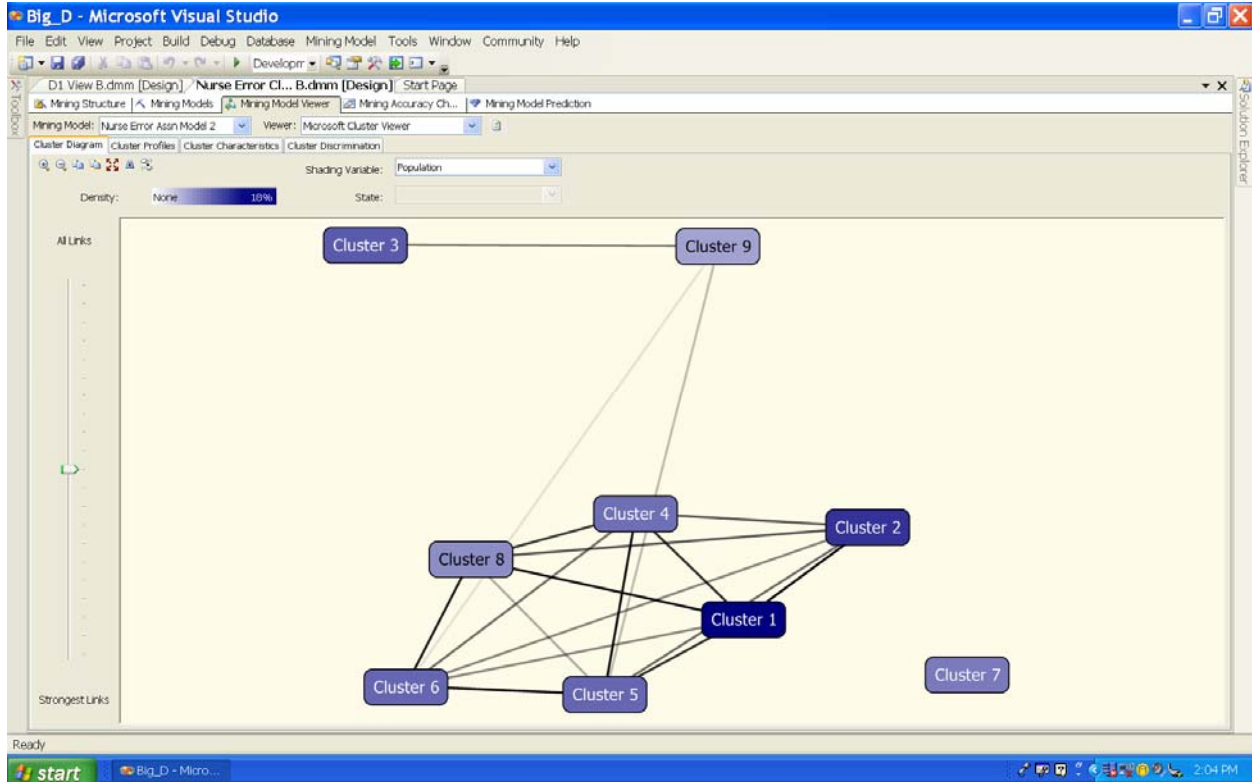 Big_D - Microsoft Visual Studio
File Edit View Project Build Debug Database Mining Model Tools Window Community Help
Developm
D1 View B.dmm [Design] Nurse Error Cl... B.dmm [Design] Start Page
Mining Structure Mining Models Mining Model Viewer Mining Accuracy Ch... Mining Model Prediction
Mining Model: Nurse Error Assn Model 2 Viewer: Microsoft Cluster Viewer
Cluster Diagram Cluster Profiles Cluster Characteristics Cluster Discrimination
Shading Variable: Population
Density: None 18% State:
Toolbox
Solution Explorer
All Links
Cluster 3
Cluster 9
Cluster 4
Cluster 2
Cluster 8
Cluster 1
Cluster 7
Cluster 6
Cluster 5
Strongest Links
Ready
start Big_D - Micro... 2:04 PM